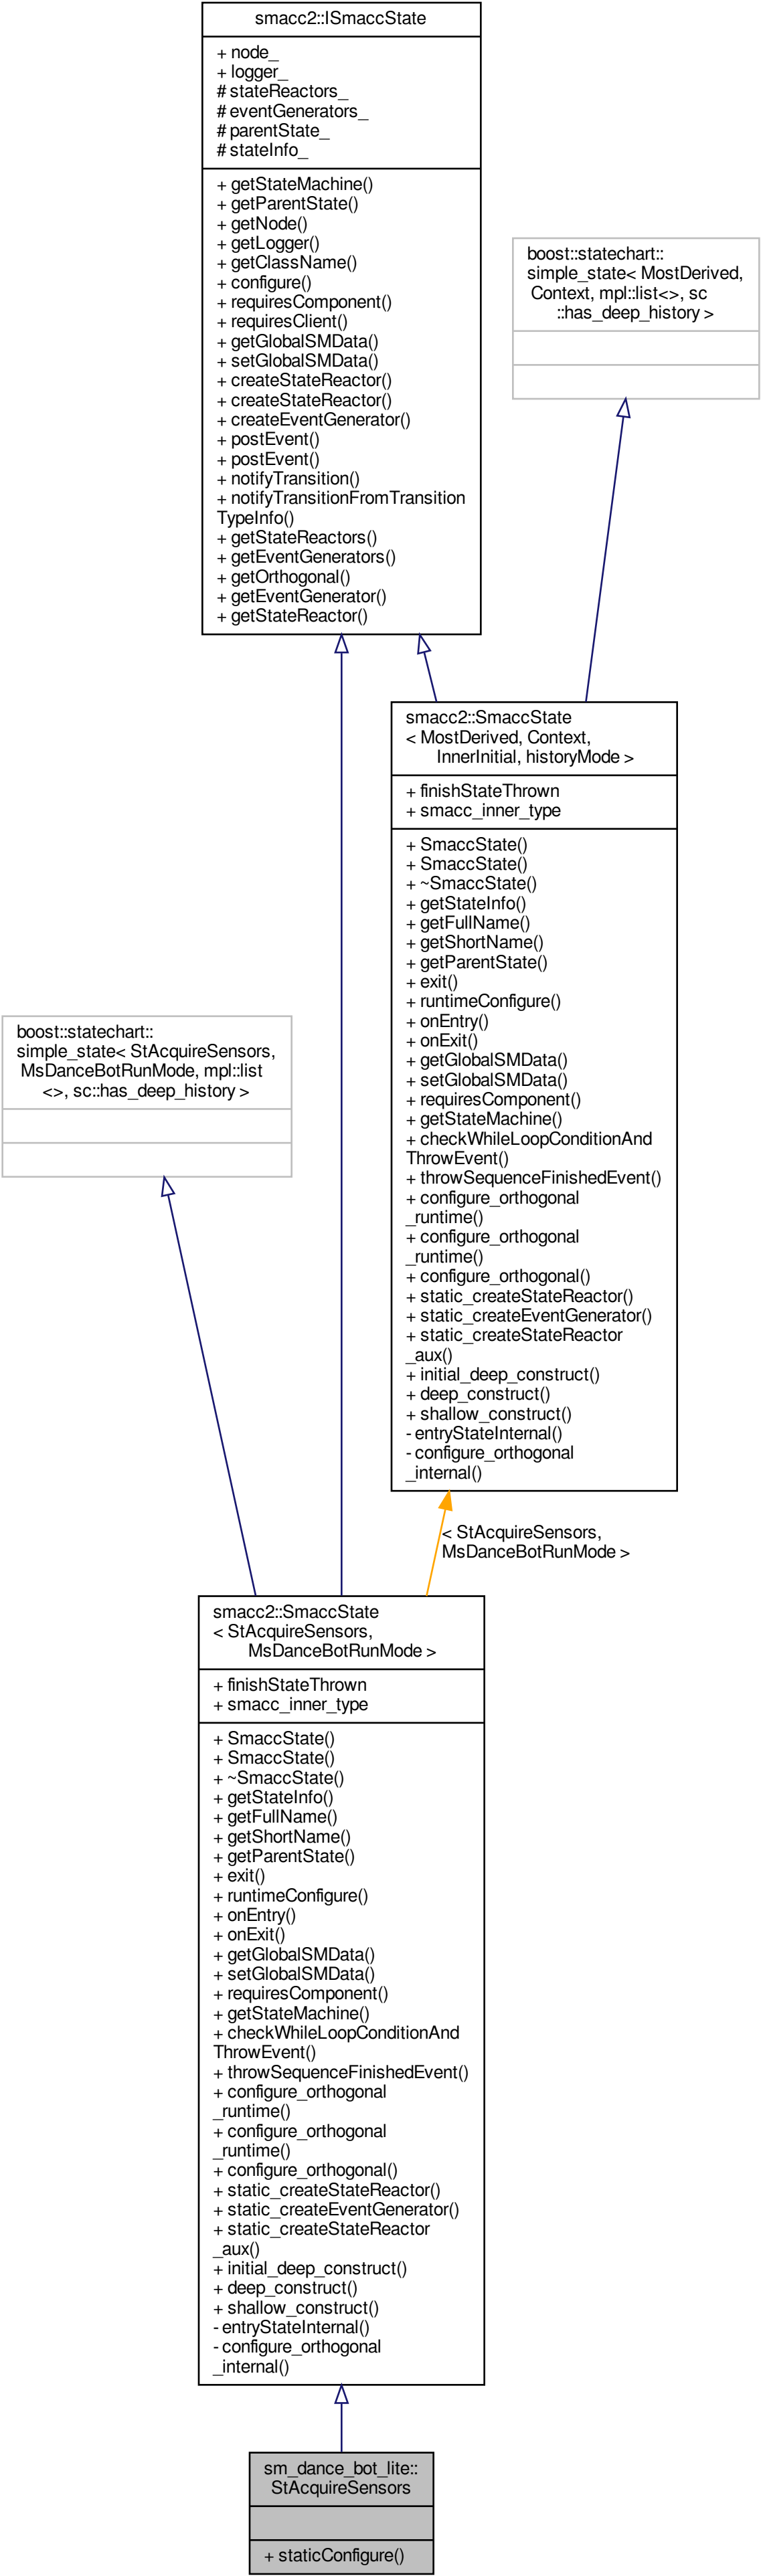 smacc2::ISmaccState
+ node_
+ logger_
# stateReactors_
# eventGenerators_
# parentState_
# stateInfo_
+ getStateMachine()
+ getParentState()
+ getNode()
+ getLogger()
+ getClassName()
+ configure()
+ requiresComponent()
+ requiresClient()
+ getGlobalSMData()
+ setGlobalSMData()
+ createStateReactor()
+ createStateReactor()
+ createEventGenerator()
+ postEvent()
+ postEvent()
+ notifyTransition()
+ notifyTransitionFromTransition
TypeInfo()
+ getStateReactors()
+ getEventGenerators()
+ getOrthogonal()
+ getEventGenerator()
+ getStateReactor()
boost::statechart::
simple_state< MostDerived,
Context, mpl::list<>, sc
::has_deep_history >
smacc2::SmaccState
< MostDerived, Context,
InnerInitial, historyMode >
+ finishStateThrown
+ smacc_inner_type
+ SmaccState()
+ SmaccState()
+ ~SmaccState()
+ getStateInfo()
+ getFullName()
+ getShortName()
+ getParentState()
+ exit()
+ runtimeConfigure()
+ onEntry()
+ onExit()
+ getGlobalSMData()
+ setGlobalSMData()
+ requiresComponent()
+ getStateMachine()
+ checkWhileLoopConditionAnd
ThrowEvent()
+ throwSequenceFinishedEvent()
+ configure_orthogonal
_runtime()
+ configure_orthogonal
_runtime()
+ configure_orthogonal()
+ static_createStateReactor()
+ static_createEventGenerator()
+ static_createStateReactor
_aux()
+ initial_deep_construct()
+ deep_construct()
+ shallow_construct()
- entryStateInternal()
- configure_orthogonal
_internal()
boost::statechart::
simple_state< StAcquireSensors,
MsDanceBotRunMode, mpl::list
<>, sc::has_deep_history >
< StAcquireSensors,
MsDanceBotRunMode >
smacc2::SmaccState
< StAcquireSensors,
MsDanceBotRunMode >
+ finishStateThrown
+ smacc_inner_type
+ SmaccState()
+ SmaccState()
+ ~SmaccState()
+ getStateInfo()
+ getFullName()
+ getShortName()
+ getParentState()
+ exit()
+ runtimeConfigure()
+ onEntry()
+ onExit()
+ getGlobalSMData()
+ setGlobalSMData()
+ requiresComponent()
+ getStateMachine()
+ checkWhileLoopConditionAnd
ThrowEvent()
+ throwSequenceFinishedEvent()
+ configure_orthogonal
_runtime()
+ configure_orthogonal
_runtime()
+ configure_orthogonal()
+ static_createStateReactor()
+ static_createEventGenerator()
+ static_createStateReactor
_aux()
+ initial_deep_construct()
+ deep_construct()
+ shallow_construct()
- entryStateInternal()
- configure_orthogonal
_internal()
sm_dance_bot_lite::
StAcquireSensors
+ staticConfigure()